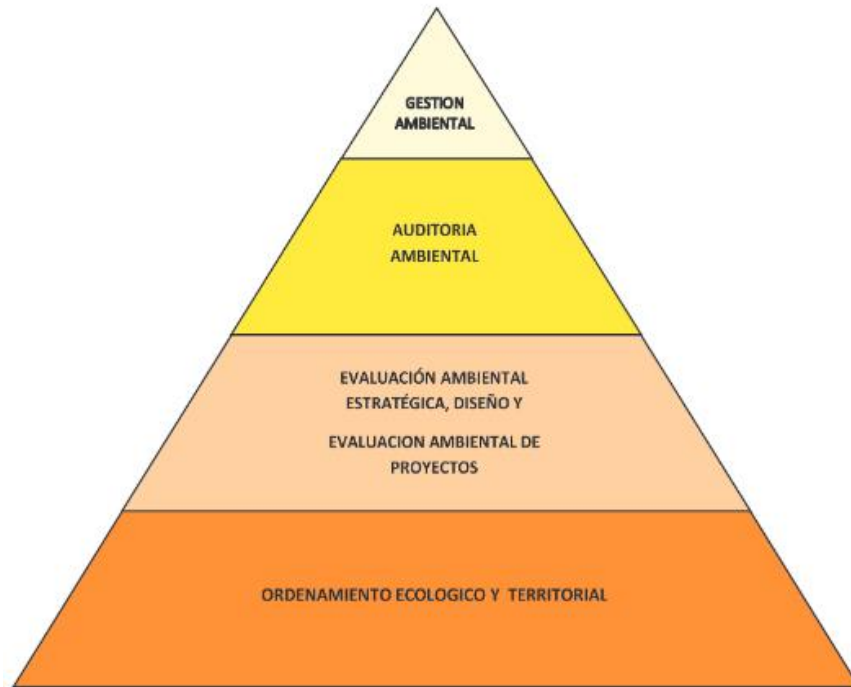 GESTION
AMBIENTAL
AUDITORIA
AMBIENTAL
EVALUACIÓN AMBIENTAL
ESTRATÉGICA, DISEÑO Y
EVALUACION AMBIENTAL DE
PROYECTOS
ORDENAMIENTO ECOLOGICO Y TERRITORIAL